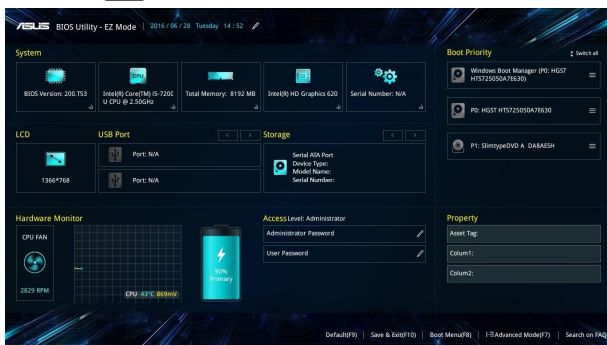 ASUS BIOS Utility - EZ Mode 2016 / 06 / 28 Tuesday 14 : 52
System
BIOS Version: 200.T53
CPU
Intel(R) Core(TM) i5-7200
U CPU @ 2.50GHz
Total Memory: 8192 MB
Intel(R) HD Graphics 620
Serial Number: N/A
Boot Priority
Switch all
Windows Boot Manager (P0: HGST
HTS725050A7E630)
P0: HGST HTS725050A7E630
P1: SlimtypeDVD A DA8AESH
LCD
1366*768
USB Port
< >
Port: N/A
Port: N/A
Storage
< >
Serial ATA Port
Device Type:
Model Name:
Serial Number:
Hardware Monitor
CPU FAN
2829 RPM
CPU 43°C 869mV
90%
Primary
Access Level: Administrator
Administrator Password
User Password
Property
Asset Tag:
Colum1:
Colum2:
Default(F9) | Save & Exit(F10) | Boot Menu(F8) | Advanced Mode(F7) | Search on FAQ